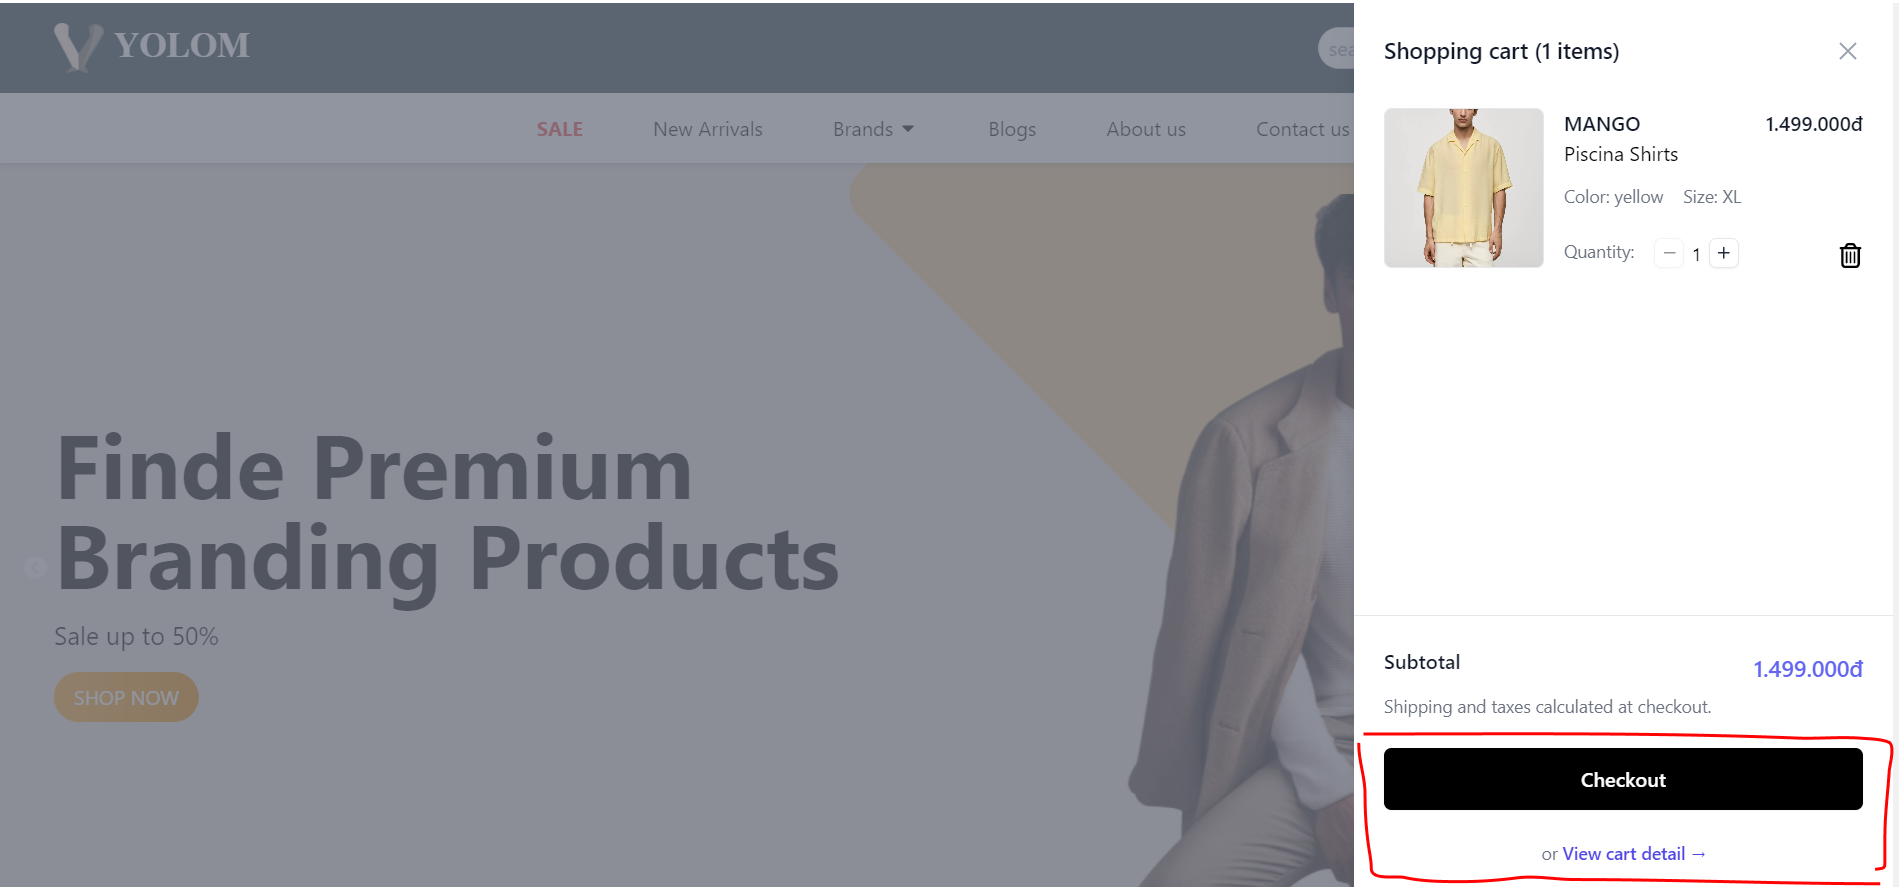 YOLOM
SALE
New Arrivals
Brands
Blogs
About us
Contact us
Finde Premium
Branding Products
Sale up to 50%
SHOP NOW
Shopping cart (1 items)
MANGO
1.499.000đ
Piscina Shirts
Color: yellow Size: XL
Quantity: − 1 +
Subtotal
1.499.000đ
Shipping and taxes calculated at checkout.
Checkout
or View cart detail →